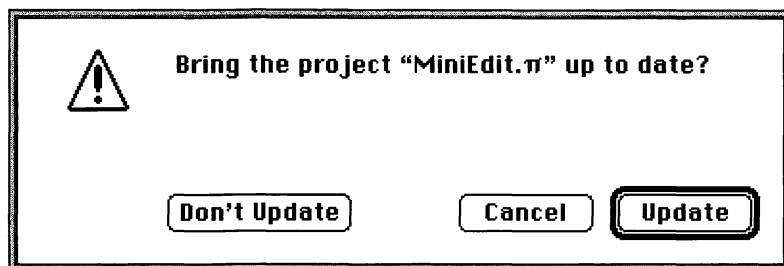 Bring the project “MiniEdit.π” up to date?
Don't Update Cancel Update